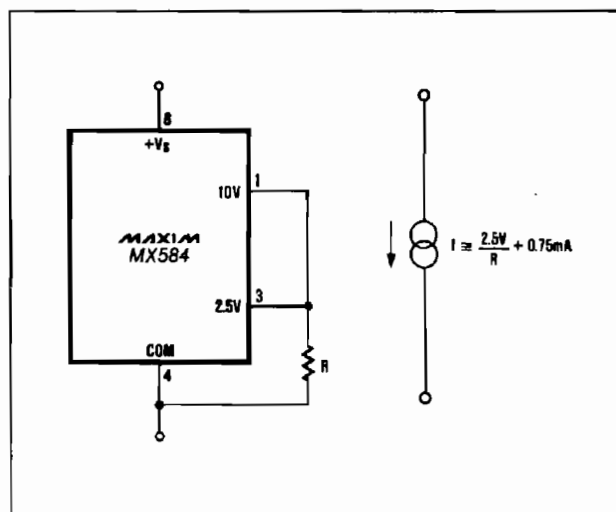 8
+Vs
10V
1
MAXIM
MX584
2.5V
3
COM
4
R
I ≅ 2.5V/R + 0.75mA